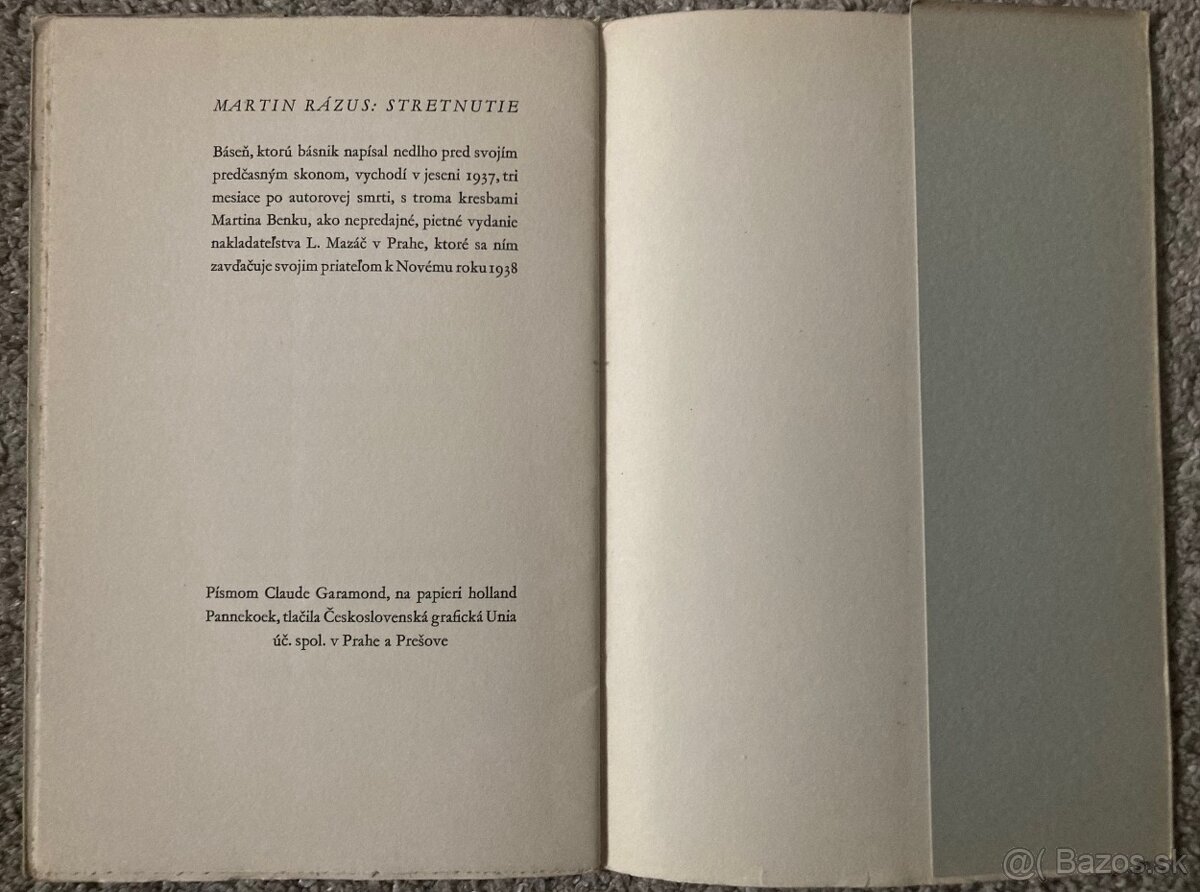 MARTIN RÁZUS: STRETNUTIE
Báseň, ktorú básnik napísal nedlho pred svojím
predčasným skonom, vychodí v jeseni 1937, tri
mesiace po autorovej smrti, s troma kresbami
Martina Benku, ako nepredajné, pietné vydanie
nakladateľstva L. Mazáč v Prahe, ktoré sa ním
zavďačuje svojim priateľom k Novému roku 1938
Písmom Claude Garamond, na papieri holland
Pannekoek, tlačila Československá grafická Unia
úč. spol. v Prahe a Prešove
@( Bazos.sk